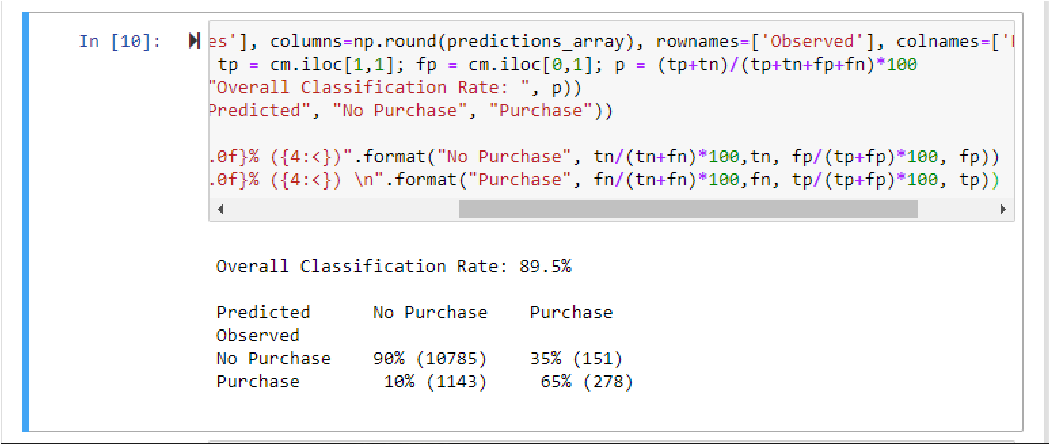 In [10]: es'], columns=np.round(predictions_array), rownames=['Observed'], colnames=['
tp = cm.iloc[1,1]; fp = cm.iloc[0,1]; p = (tp+tn)/(tp+tn+fp+fn)*100
"Overall Classification Rate: ", p))
Predicted", "No Purchase", "Purchase"))
.0f}% ({4:<})".format("No Purchase", tn/(tn+fn)*100,tn, fp/(tp+fp)*100, fp))
.0f}% ({4:<}) \n".format("Purchase", fn/(tn+fn)*100,fn, tp/(tp+fp)*100, tp))
Overall Classification Rate: 89.5%
Predicted No Purchase Purchase
Observed
No Purchase 90% (10785) 35% (151)
Purchase 10% (1143) 65% (278)